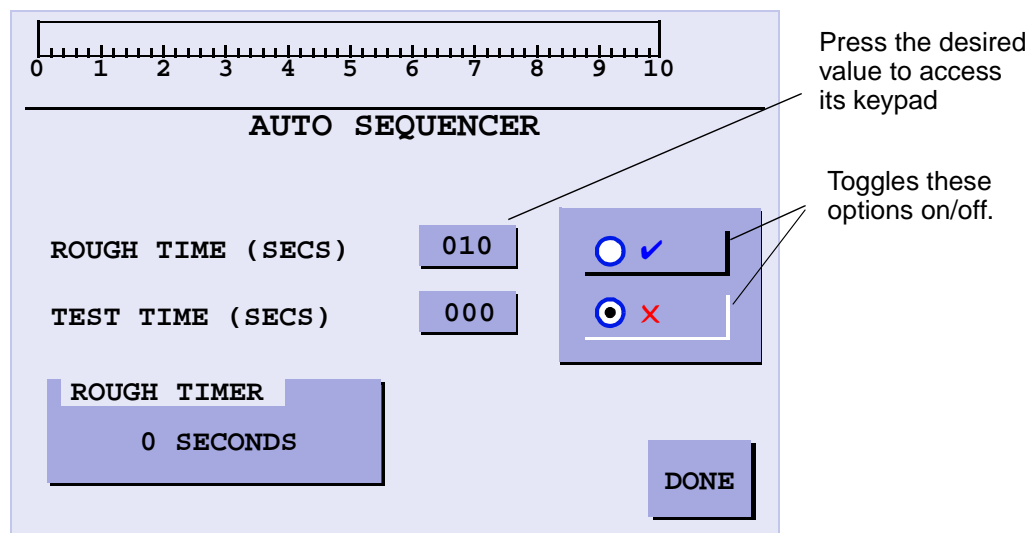 0 1 2 3 4 5 6 7 8 9 10
AUTO SEQUENCER
ROUGH TIME (SECS) 010
TEST TIME (SECS) 000
ROUGH TIMER
0 SECONDS
DONE
Press the desired
value to access
its keypad
Toggles these
options on/off.